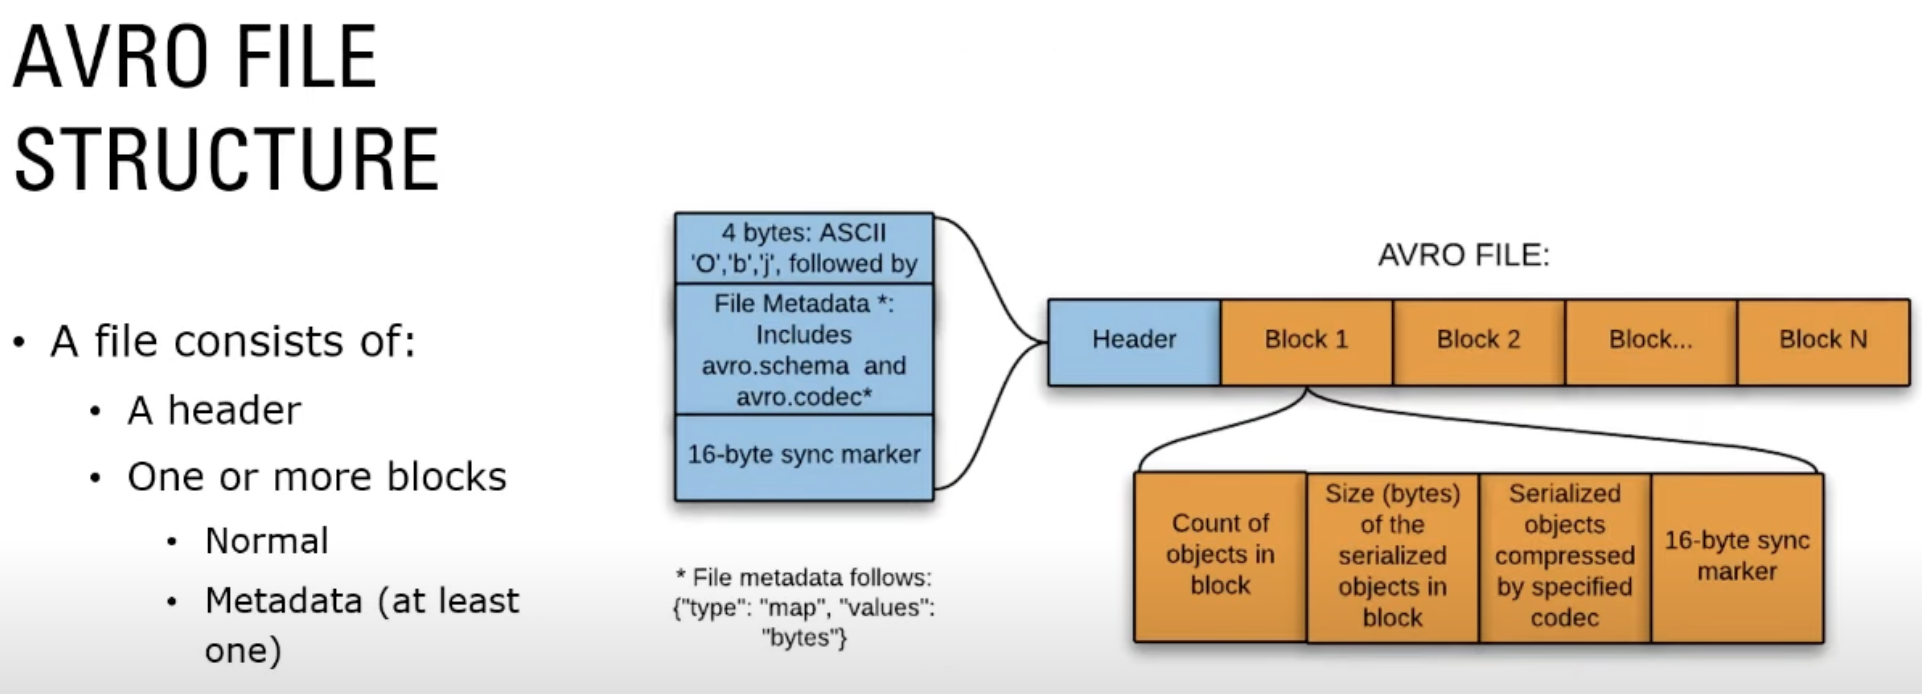 AVRO FILE
STRUCTURE
• A file consists of:
• A header
• One or more blocks
• Normal
• Metadata (at least
one)
4 bytes: ASCII
'O','b','j', followed by
File Metadata *:
Includes
avro.schema and
avro.codec*
16-byte sync marker
* File metadata follows:
{"type": "map", "values":
"bytes"}
AVRO FILE:
Header
Block 1
Block 2
Block...
Block N
Count of
objects in
block
Size (bytes)
of the
serialized
objects in
block
Serialized
objects
compressed
by specified
codec
16-byte sync
marker